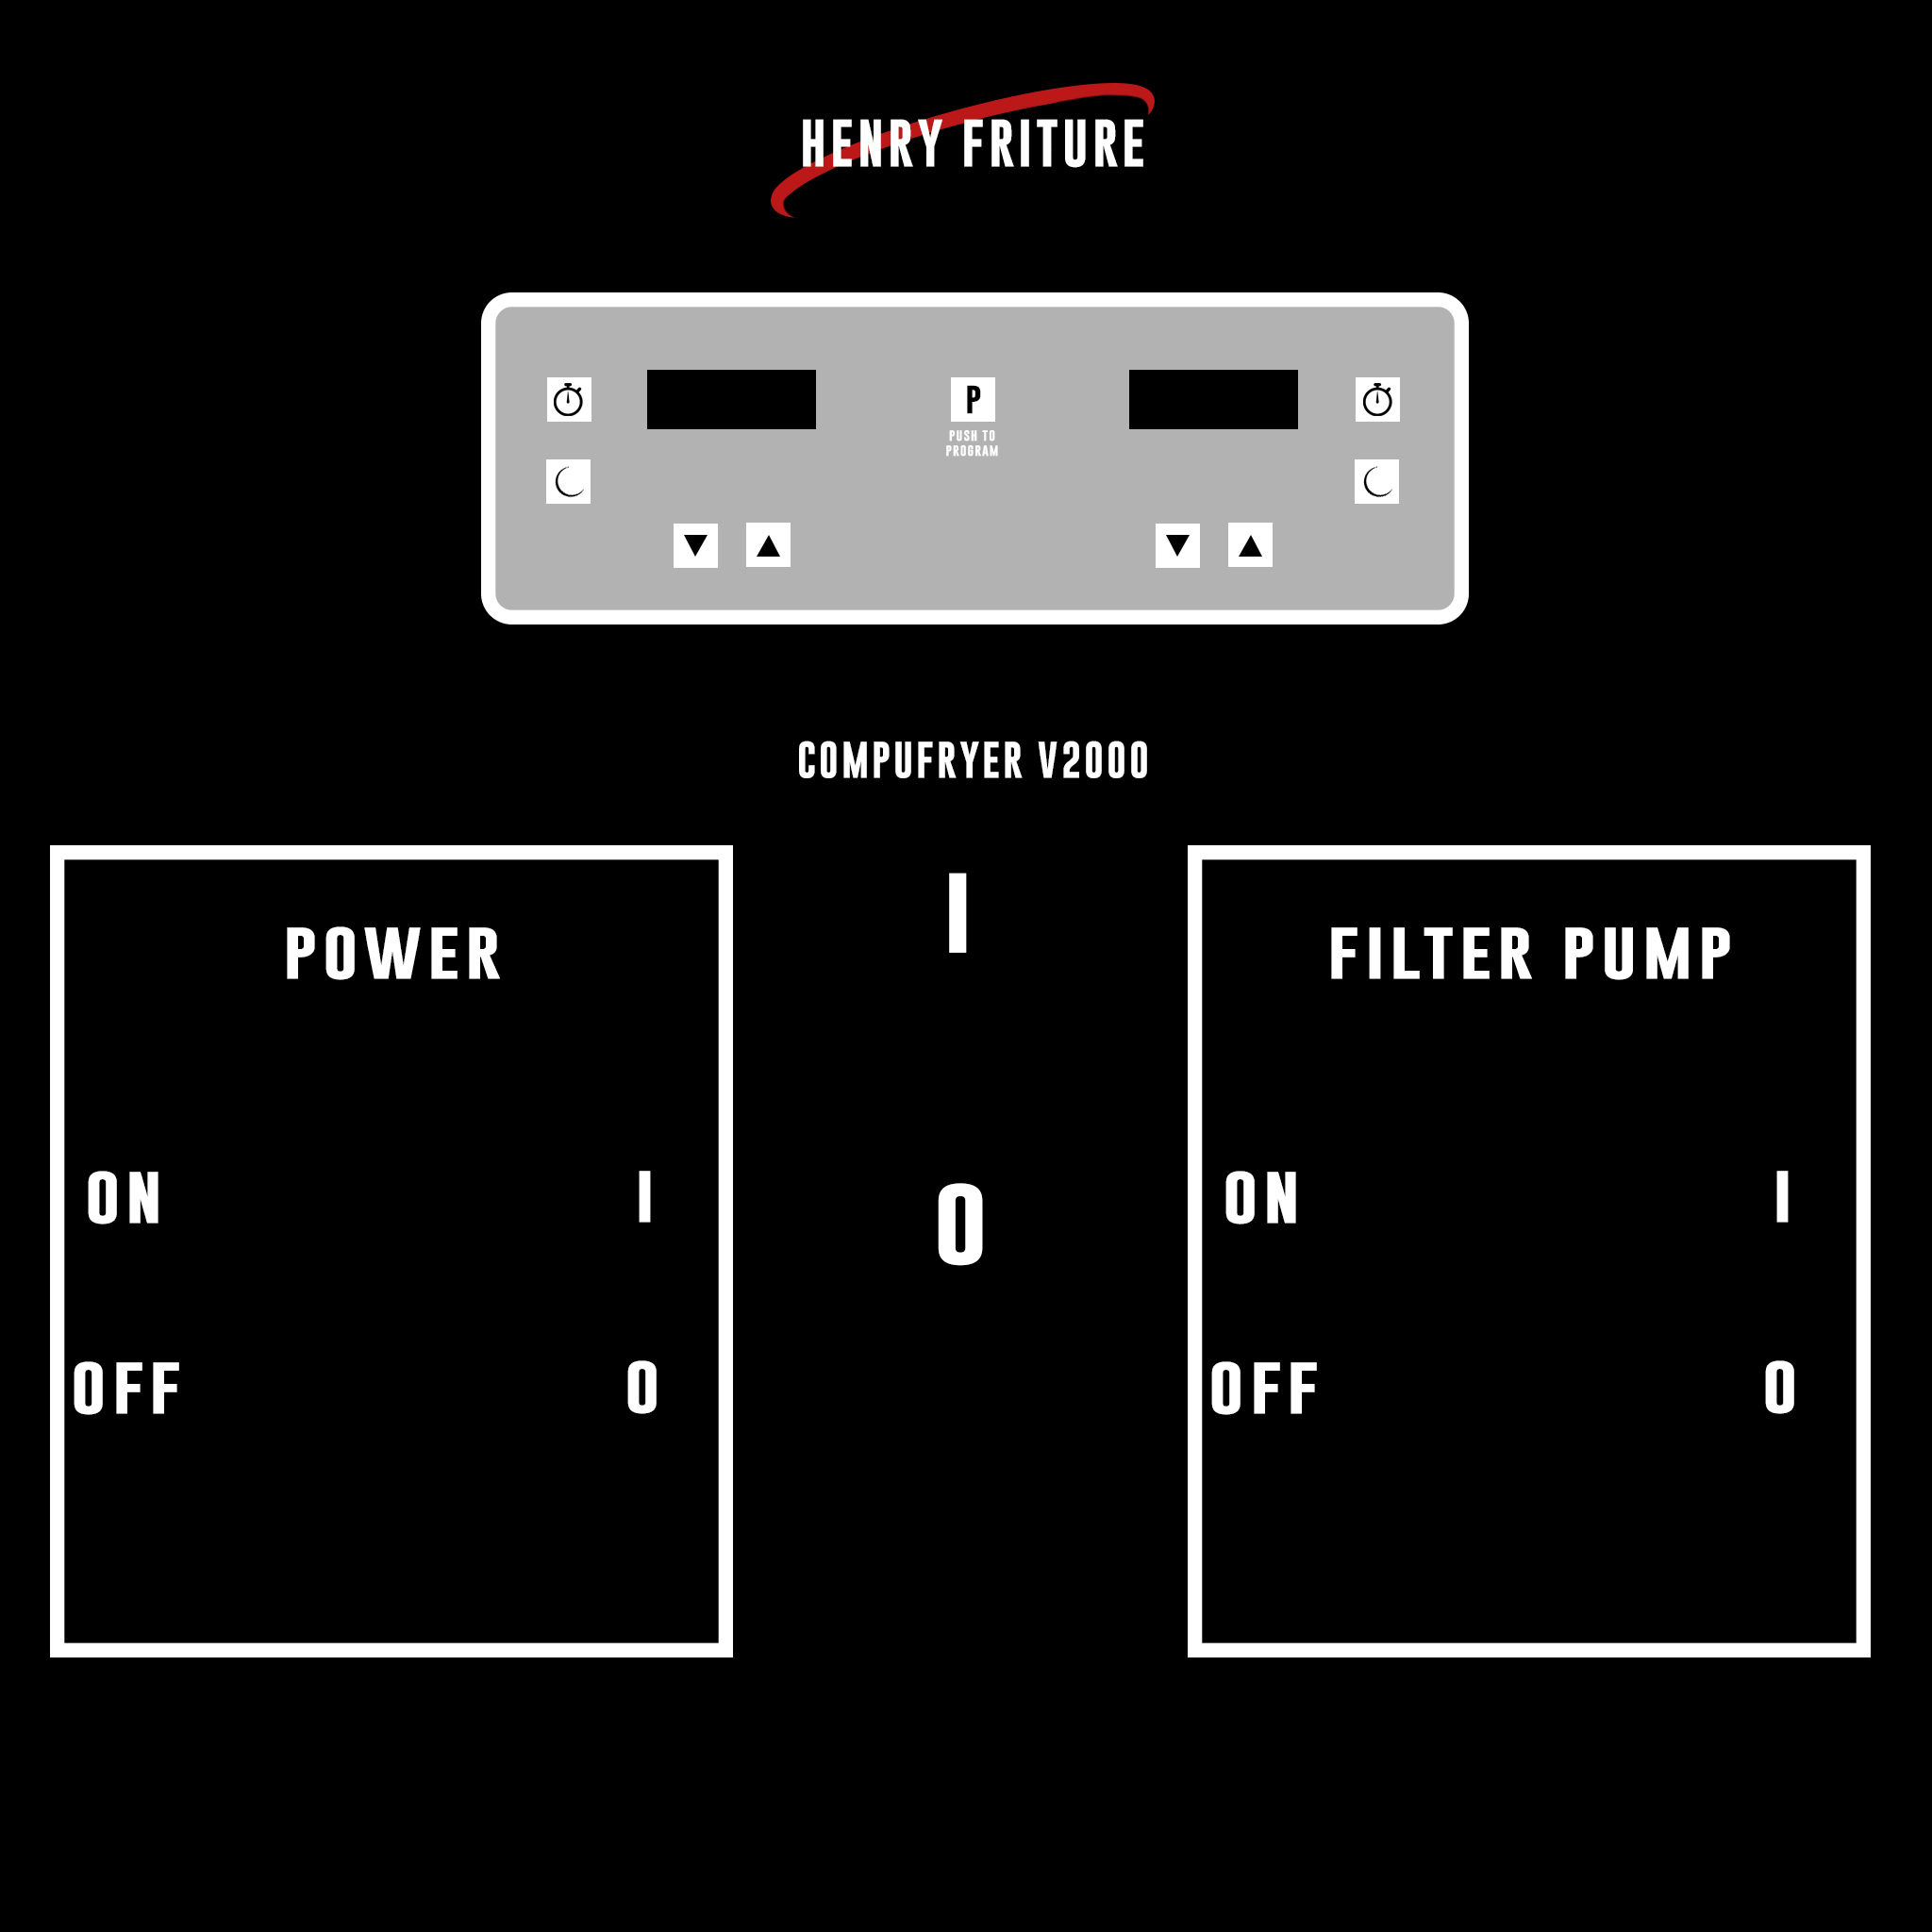 HENRY FRITURE
P
PUSH TO
PROGRAM
COMPUFRYER V2000
POWER
ON I
OFF O
I
O
FILTER PUMP
ON I
OFF O